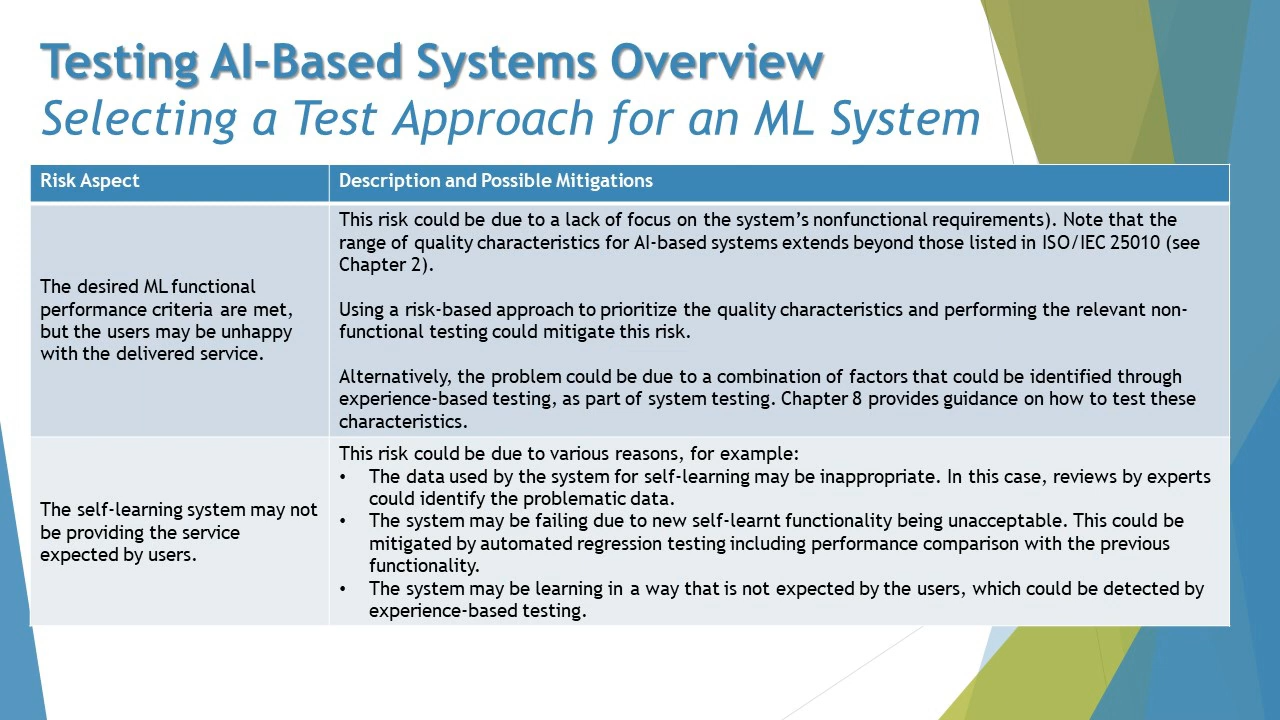 Testing AI-Based Systems Overview
Selecting a Test Approach for an ML System
Risk Aspect
Description and Possible Mitigations
The desired ML functional
performance criteria are met,
but the users may be unhappy
with the delivered service.
This risk could be due to a lack of focus on the system’s nonfunctional requirements). Note that the
range of quality characteristics for AI-based systems extends beyond those listed in ISO/IEC 25010 (see
Chapter 2).
Using a risk-based approach to prioritize the quality characteristics and performing the relevant non-
functional testing could mitigate this risk.
Alternatively, the problem could be due to a combination of factors that could be identified through
experience-based testing, as part of system testing. Chapter 8 provides guidance on how to test these
characteristics.
The self-learning system may not
be providing the service
expected by users.
This risk could be due to various reasons, for example:
• The data used by the system for self-learning may be inappropriate. In this case, reviews by experts
could identify the problematic data.
• The system may be failing due to new self-learnt functionality being unacceptable. This could be
mitigated by automated regression testing including performance comparison with the previous
functionality.
• The system may be learning in a way that is not expected by the users, which could be detected by
experience-based testing.